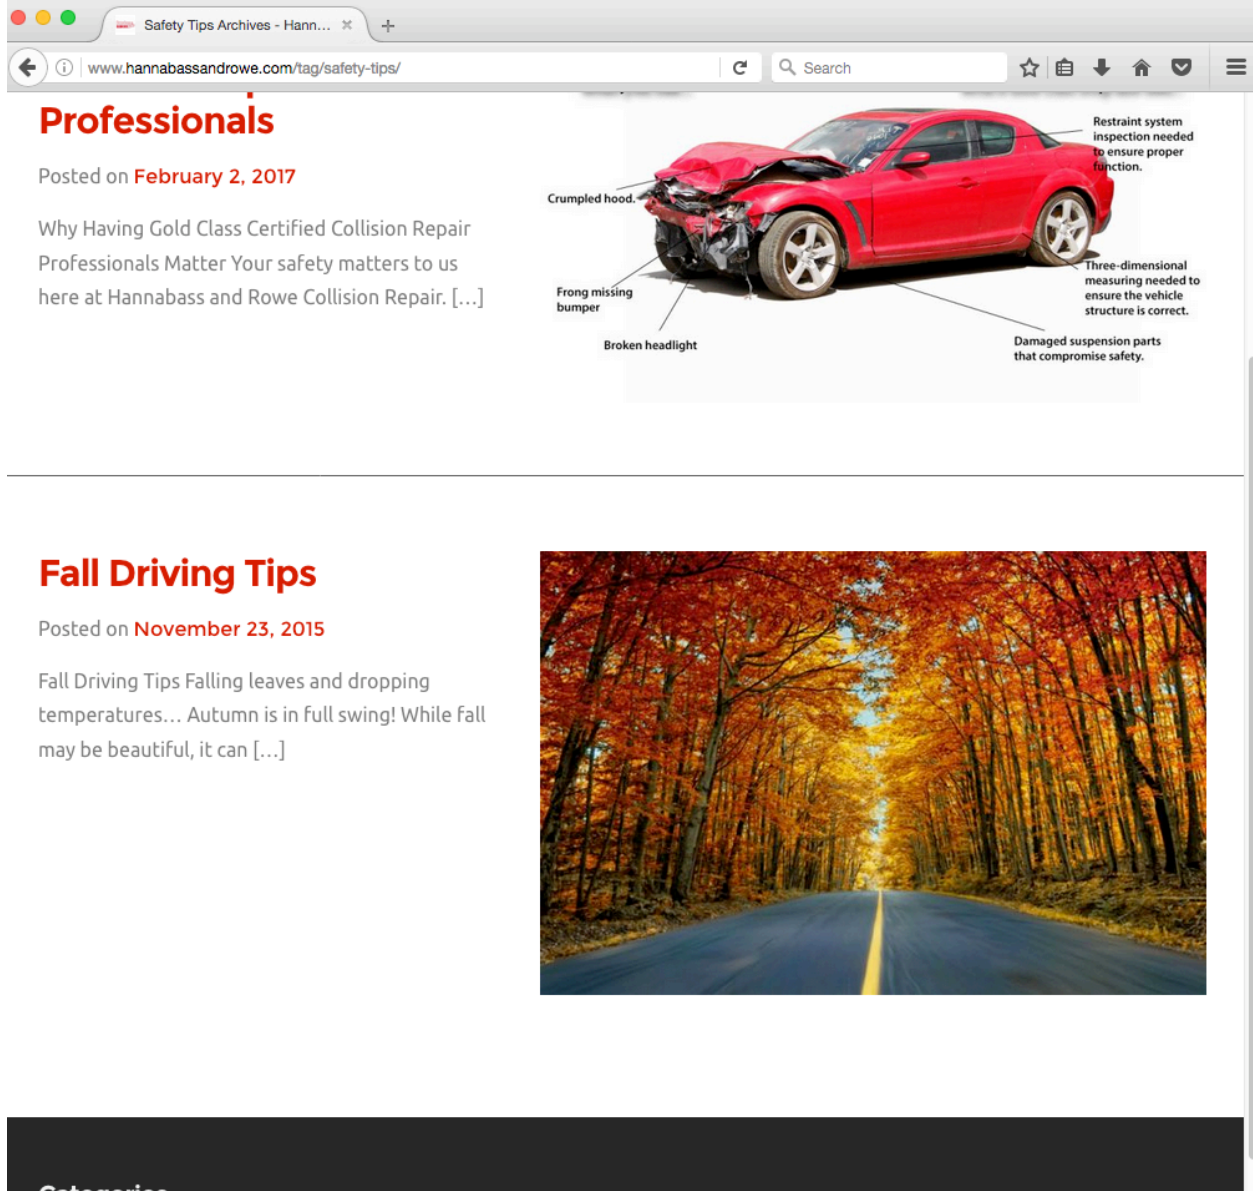 Safety Tips Archives - Hann...
www.hannabassandrowe.com/tag/safety-tips/
Search
Professionals
Posted on February 2, 2017
Why Having Gold Class Certified Collision Repair
Professionals Matter Your safety matters to us
here at Hannabass and Rowe Collision Repair. [...]
Restraint system
inspection needed
to ensure proper
function.
Crumpled hood.
Three-dimensional
measuring needed to
ensure the vehicle
structure is correct.
Frong missing
bumper
Broken headlight
Damaged suspension parts
that compromise safety.
Fall Driving Tips
Posted on November 23, 2015
Fall Driving Tips Falling leaves and dropping
temperatures... Autumn is in full swing! While fall
may be beautiful, it can [...]
Categories